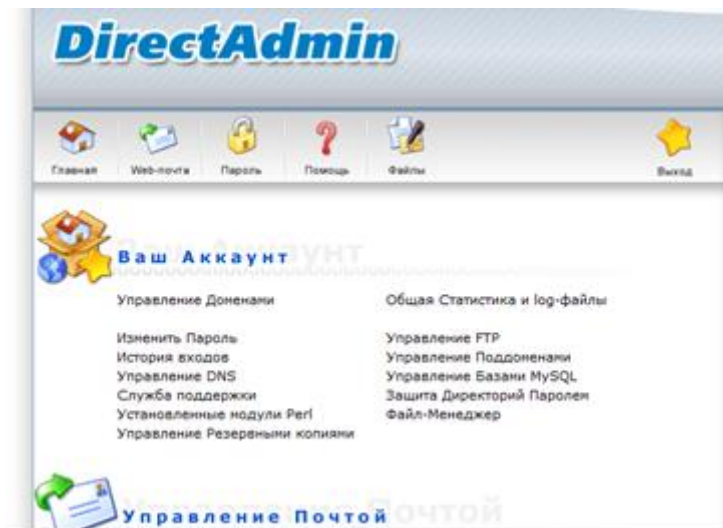 DirectAdmin
Главная Web-почта Пароль Помощь Файлы Выход
Ваш Аккаунт
Управление Доменами Общая Статистика и log-файлы
Изменить Пароль Управление FTP
История входов Управление Поддоменами
Управление DNS Управление Базами MySQL
Служба поддержки Защита Директорий Паролем
Установленные модули Perl Файл-Менеджер
Управление Резервными копиями
Управление Почтой